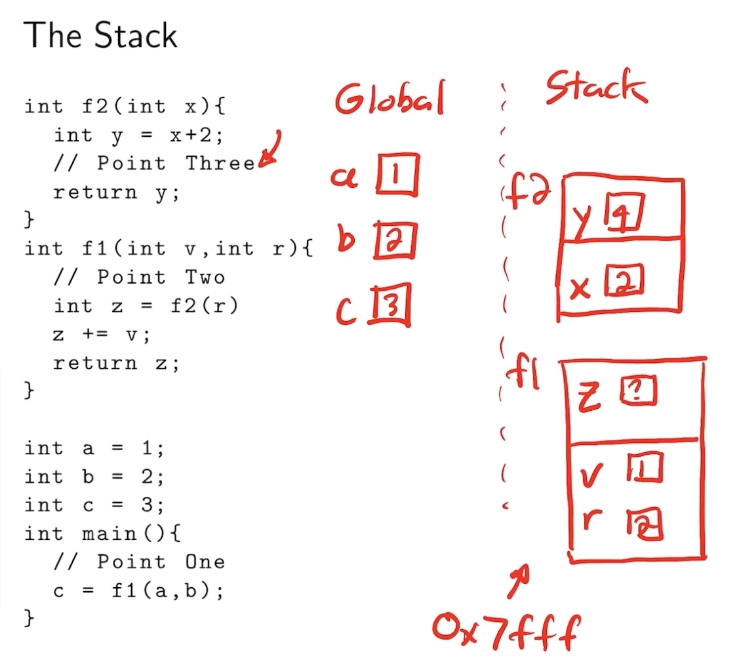 The Stack
int f2(int x){
int y = x+2;
// Point Three
return y;
}
int f1(int v,int r){
// Point Two
int z = f2(r)
z += v;
return z;
}
int a = 1;
int b = 2;
int c = 3;
int main(){
// Point One
c = f1(a,b);
}
Global
a 1
b 2
c 3
Stack
f2
y 4
x 2
f1
z ?
v 1
r 2
0x7fff